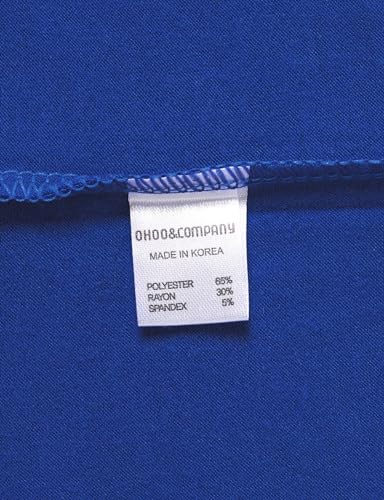 OHOO&COMPANY
MADE IN KOREA
POLYESTER 65%
RAYON 30%
SPANDEX 5%